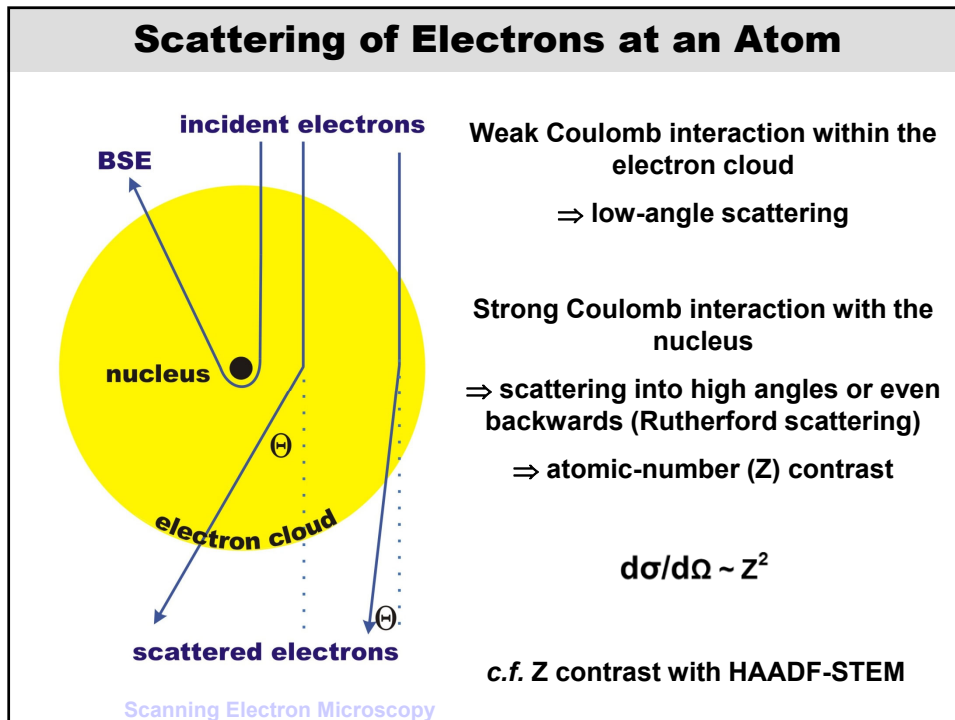 Scattering of Electrons at an Atom
incident electrons
BSE
nucleus
Θ
electron cloud
Θ
scattered electrons
Scanning Electron Microscopy
Weak Coulomb interaction within the
electron cloud
⇒ low-angle scattering
Strong Coulomb interaction with the
nucleus
⇒ scattering into high angles or even
backwards (Rutherford scattering)
⇒ atomic-number (Z) contrast
dσ/dΩ ~ Z²
c.f. Z contrast with HAADF-STEM